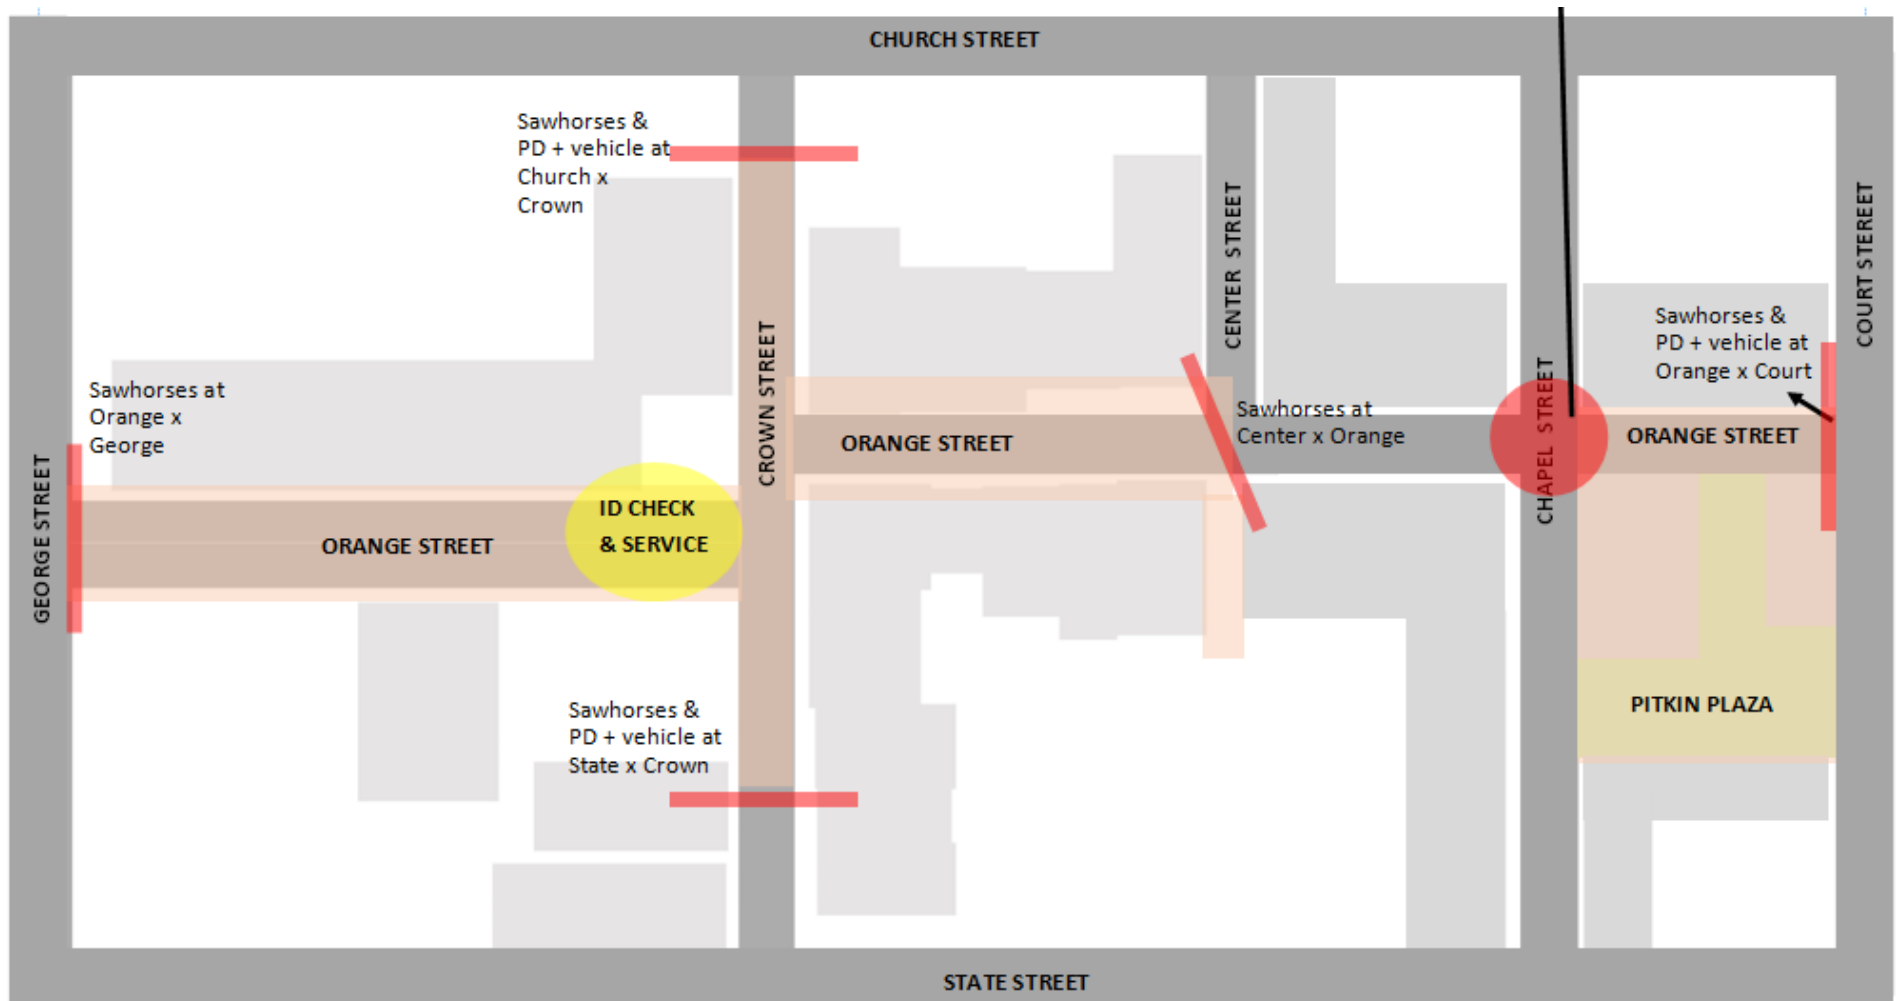 CHURCH STREET
Sawhorses &
PD + vehicle at
Church x
Crown
CENTER STREET
COURT STEREET
Sawhorses &
PD + vehicle at
Orange x Court
Sawhorses at
Orange x
George
CROWN STREET
CHAPEL STREET
Sawhorses at
Center x Orange
ORANGE STREET
ORANGE STREET
GEORGE STREET
ID CHECK
& SERVICE
ORANGE STREET
Sawhorses &
PD + vehicle at
State x Crown
PITKIN PLAZA
STATE STREET